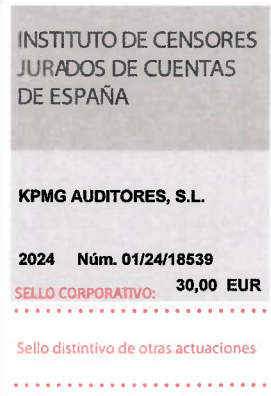 INSTITUTO DE CENSORES
JURADOS DE CUENTAS
DE ESPAÑA
KPMG AUDITORES, S.L.
2024 Núm. 01/24/18539
SELLO CORPORATIVO: 30,00 EUR
Sello distintivo de otras actuaciones